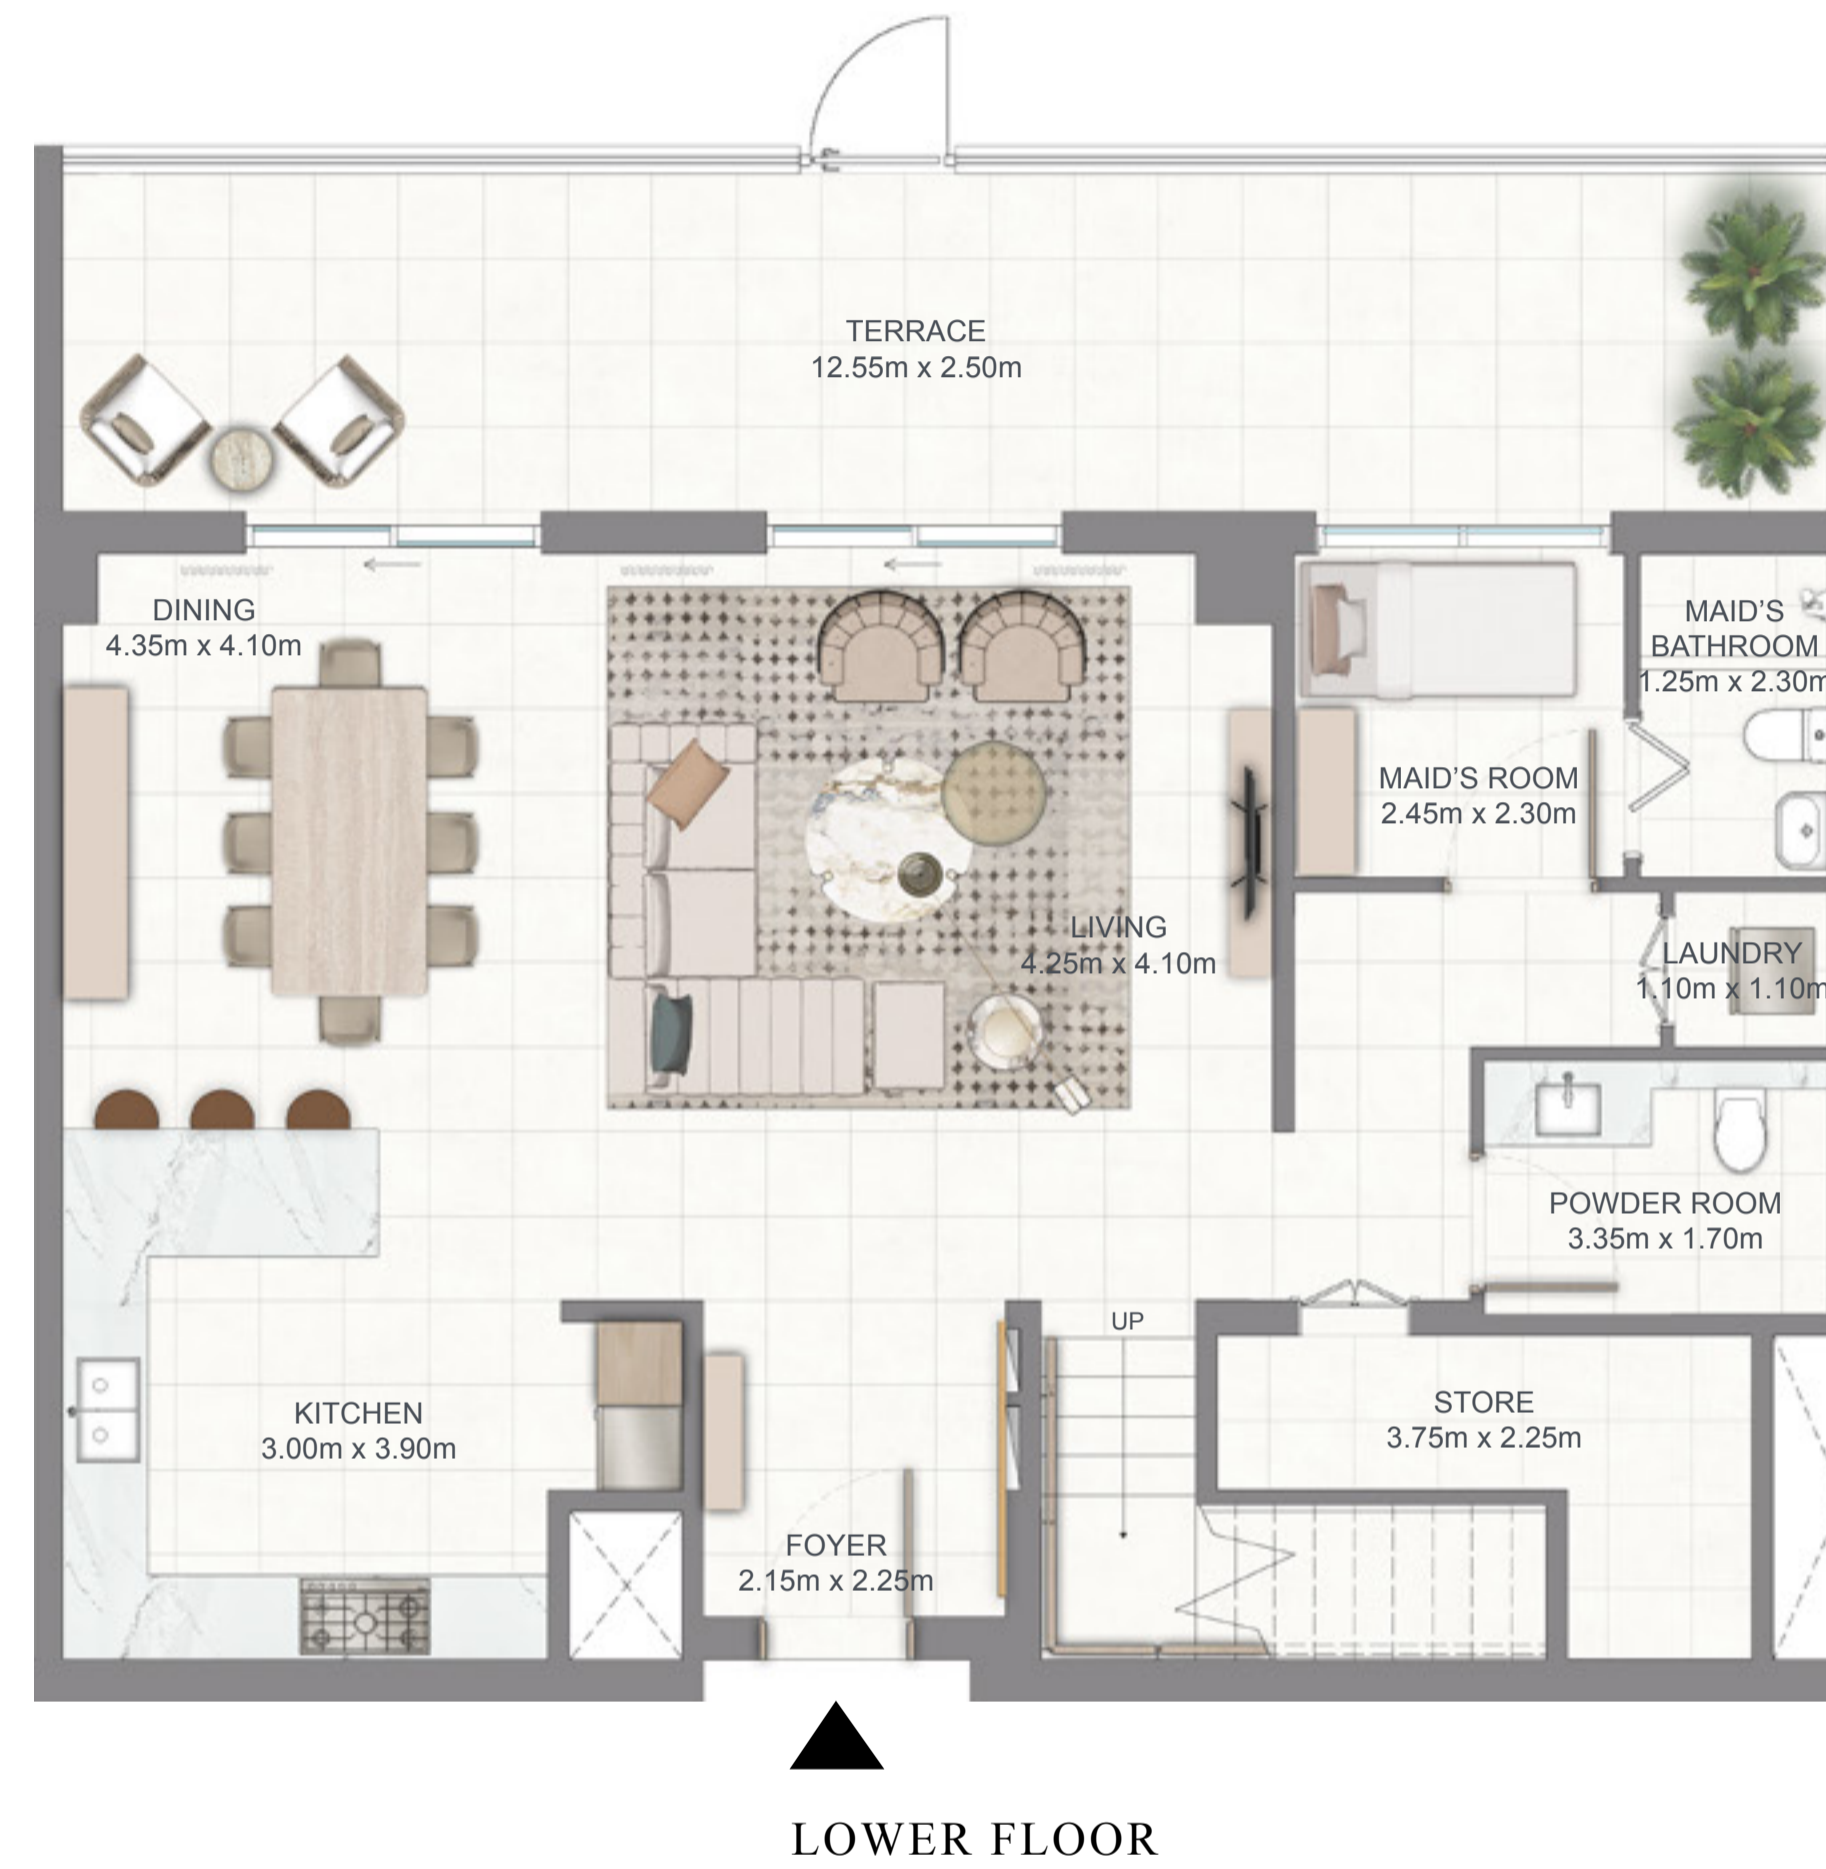 TERRACE
12.55m x 2.50m
DINING
4.35m x 4.10m
MAID'S
BATHROOM
1.25m x 2.30m
MAID'S ROOM
2.45m x 2.30m
LIVING
4.25m x 4.10m
LAUNDRY
1.10m x 1.10m
POWDER ROOM
3.35m x 1.70m
UP
KITCHEN
3.00m x 3.90m
STORE
3.75m x 2.25m
FOYER
2.15m x 2.25m
LOWER FLOOR